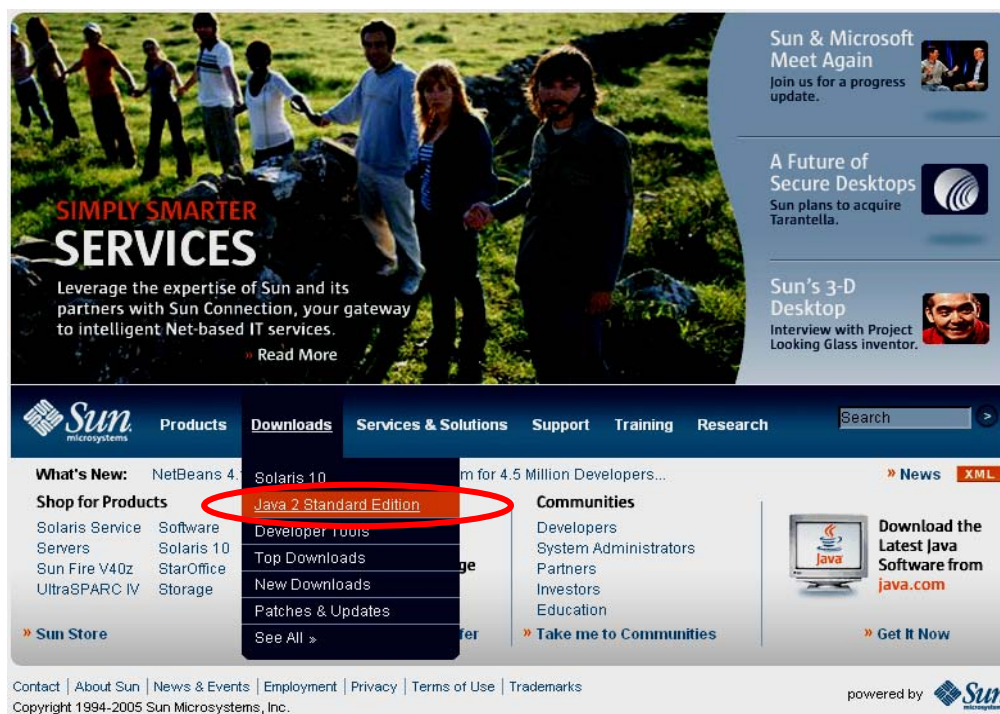 Sun & Microsoft
Meet Again
Join us for a progress
update.
A Future of
Secure Desktops
Sun plans to acquire
Tarantella.
Sun's 3-D
Desktop
Interview with Project
Looking Glass inventor.
SIMPLY SMARTER
SERVICES
Leverage the expertise of Sun and its
partners with Sun Connection, your gateway
to intelligent Net-based IT services.
» Read More
Sun
microsystems
Products Downloads Services & Solutions Support Training Research Search >
What's New: NetBeans 4. m for 4.5 Million Developers... » News XML
Solaris 10
Java 2 Standard Edition
Developer Tools
Top Downloads
New Downloads
Patches & Updates
See All »
Shop for Products
Solaris Service Software
Servers Solaris 10
Sun Fire V40z StarOffice
UltraSPARC IV Storage
» Sun Store
ge
fer
Communities
Developers
System Administrators
Partners
Investors
Education
» Take me to Communities
Java
Download the
Latest Java
Software from
java.com
» Get It Now
Contact | About Sun | News & Events | Employment | Privacy | Terms of Use | Trademarks
Copyright 1994-2005 Sun Microsystems, Inc.
powered by Sun
microsystems